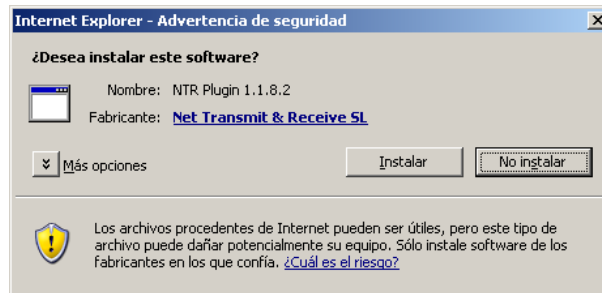 Internet Explorer - Advertencia de seguridad
¿Desea instalar este software?
Nombre: NTR Plugin 1.1.8.2
Fabricante: Net Transmit & Receive SL
Más opciones
Instalar
No instalar
Los archivos procedentes de Internet pueden ser útiles, pero este tipo de
archivo puede dañar potencialmente su equipo. Sólo instale software de los
fabricantes en los que confía. ¿Cuál es el riesgo?